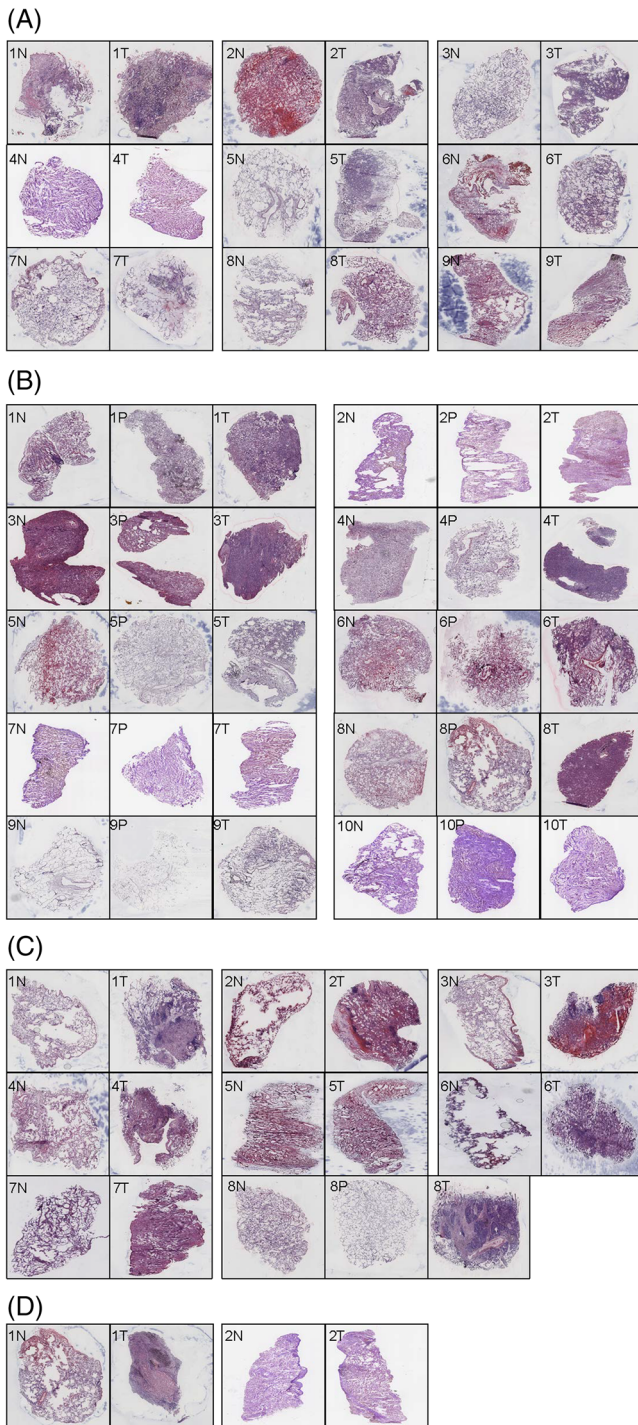 (A)
1N 1T 2N 2T 3N 3T
4N 4T 5N 5T 6N 6T
7N 7T 8N 8T 9N 9T
(B)
1N 1P 1T 2N 2P 2T
3N 3P 3T 4N 4P 4T
5N 5P 5T 6N 6P 6T
7N 7P 7T 8N 8P 8T
9N 9P 9T 10N 10P 10T
(C)
1N 1T 2N 2T 3N 3T
4N 4T 5N 5T 6N 6T
7N 7T 8N 8P 8T
(D)
1N 1T 2N 2T